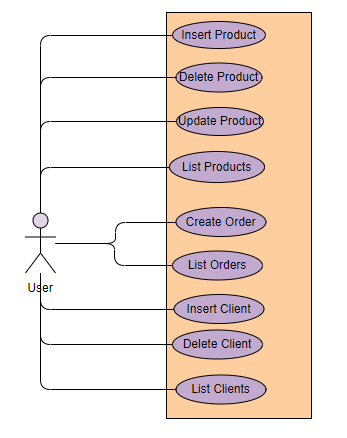 Insert Product
Delete Product
Update Product
List Products
Create Order
List Orders
User
Insert Client
Delete Client
List Clients